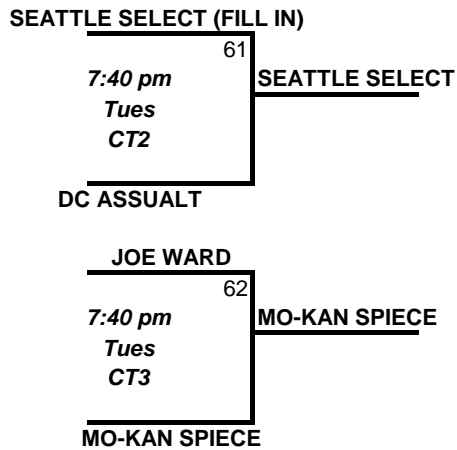 SEATTLE SELECT (FILL IN)
61
7:40 pm
SEATTLE SELECT
Tues
CT2
DC ASSUALT
JOE WARD
62
7:40 pm
MO-KAN SPIECE
Tues
CT3
MO-KAN SPIECE